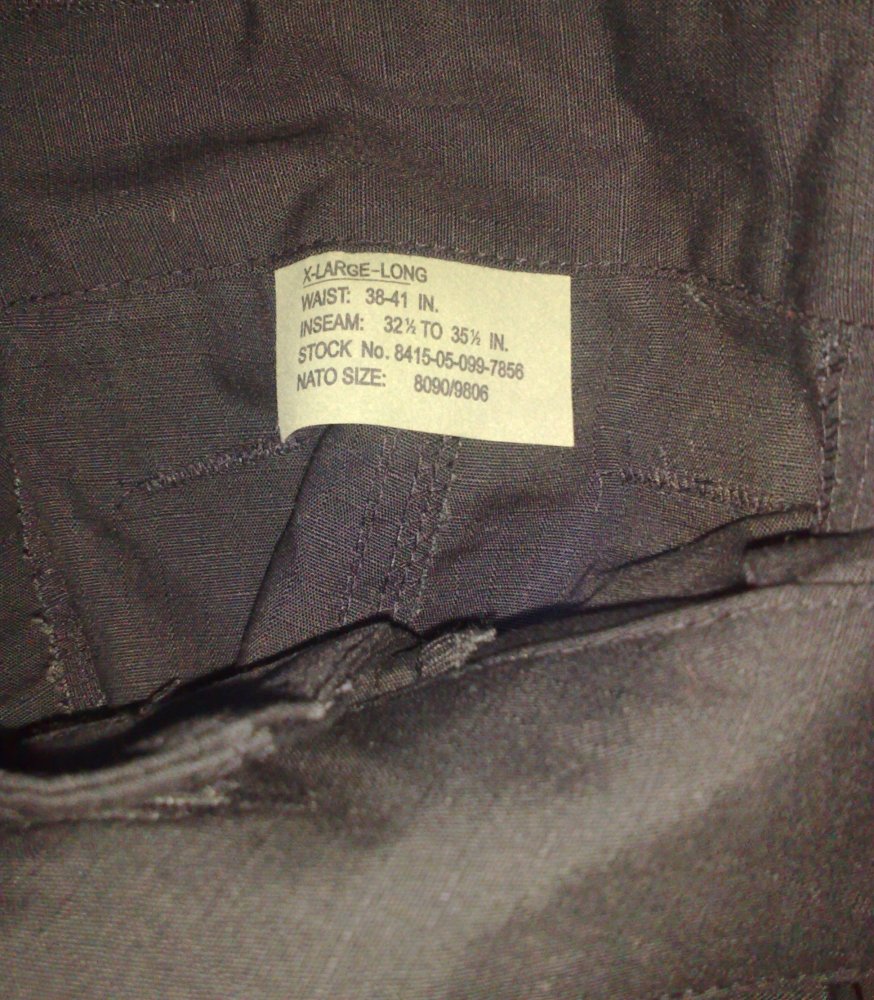 X-LARGE-LONG
WAIST: 38-41 IN.
INSEAM: 32½ TO 35½ IN.
STOCK No. 8415-05-099-7856
NATO SIZE: 8090/9806